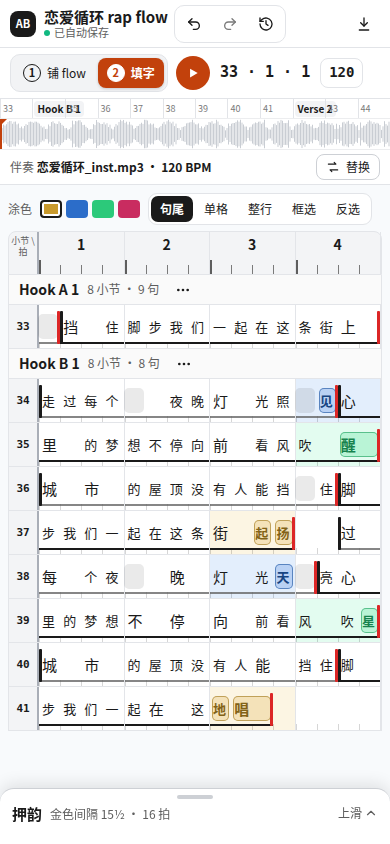 AB 恋爱循环 rap flow
已自动保存
1 铺 flow 2 填字 33 · 1 · 1 120
33 Hook B 1 36 37 38 39 40 41 Verse 2 44
伴奏 恋爱循环_inst.mp3 · 120 BPM 替换
涂色 句尾 单格 整行 框选 反选
小节\拍 1 2 3 4
Hook A 1 8 小节 · 9 句 ···
33 挡 住 脚 步 我 们 一 起 在 这 条 街 上
Hook B 1 8 小节 · 8 句 ···
34 走 过 每 个 夜 晚 灯 光 照 见 心
35 里 的 梦 想 不 停 向 前 看 风 吹 醒
36 城 市 的 屋 顶 没 有 人 能 挡 住 脚
37 步 我 们 一 起 在 这 条 街 起 扬 过
38 每 个 夜 晚 灯 光 天 亮 心
39 里 的 梦 想 不 停 向 前 看 风 吹 星
40 城 市 的 屋 顶 没 有 人 能 挡 住 脚
41 步 我 们 一 起 在 这 地 唱
押韵 金色间隔 15½ · 16 拍 上滑